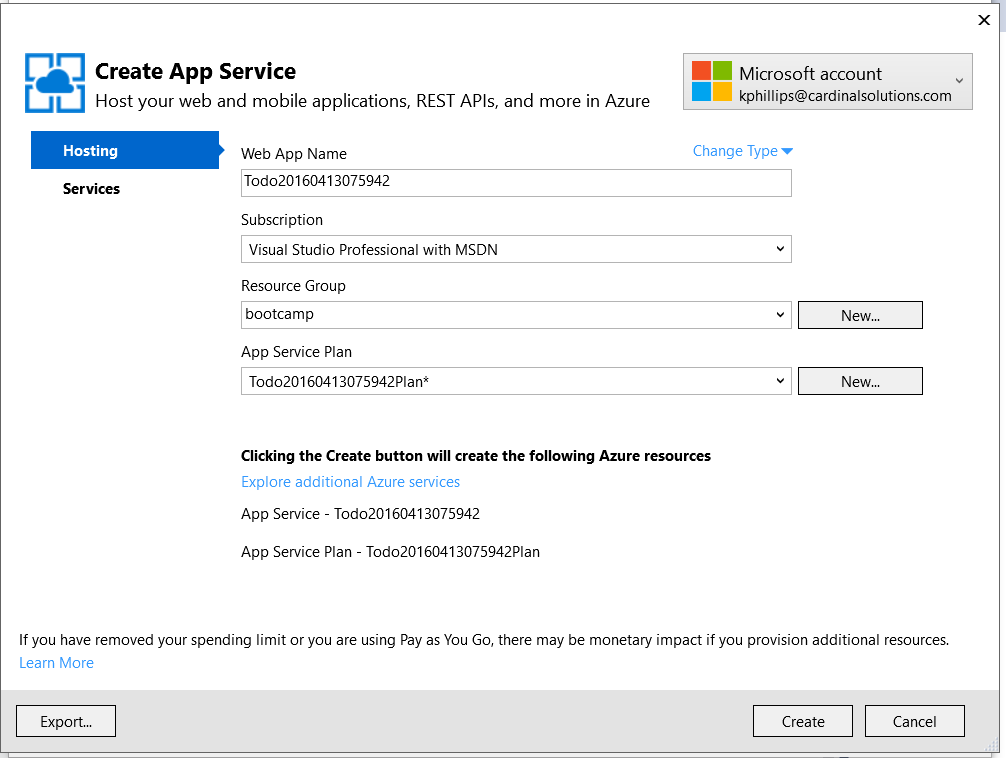 Create App Service
Host your web and mobile applications, REST APIs, and more in Azure
Microsoft account
kphillips@cardinalsolutions.com
Hosting
Services
Web App Name
Change Type
Todo20160413075942
Subscription
Visual Studio Professional with MSDN
Resource Group
bootcamp
New...
App Service Plan
Todo20160413075942Plan*
New...
Clicking the Create button will create the following Azure resources
Explore additional Azure services
App Service - Todo20160413075942
App Service Plan - Todo20160413075942Plan
If you have removed your spending limit or you are using Pay as You Go, there may be monetary impact if you provision additional resources.
Learn More
Export...
Create
Cancel